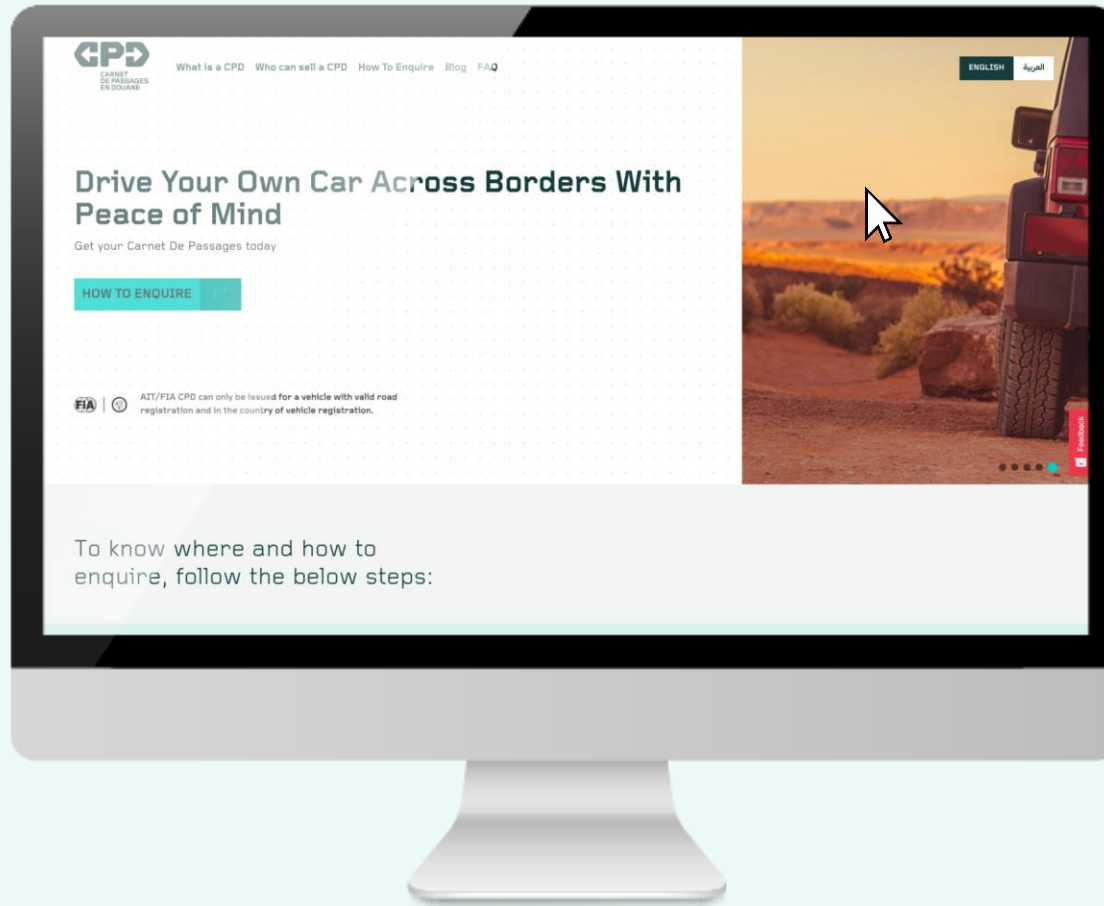 CPD
CARNET
DE PASSAGES
EN DOUANE
What is a CPD Who can sell a CPD How To Enquire Blog FAQ
ENGLISH العربية
Drive Your Own Car Across Borders With
Peace of Mind
Get your Carnet De Passages today
HOW TO ENQUIRE
FiA
AIT/FIA CPD can only be issued for a vehicle with valid road
registration and in the country of vehicle registration.
Feedback
To know where and how to
enquire, follow the below steps: